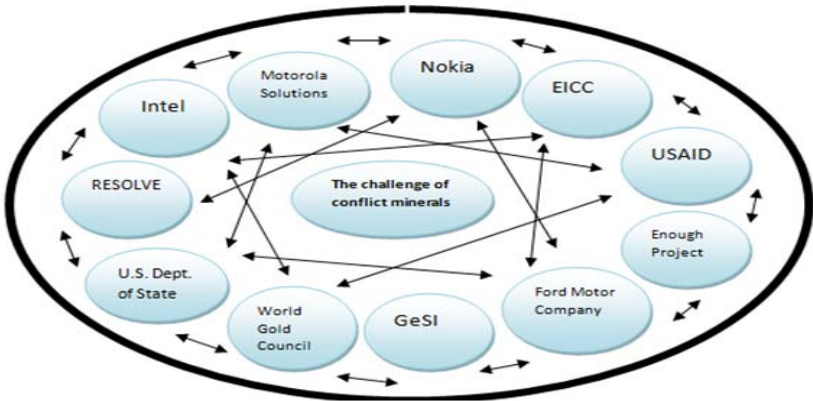 Nokia
Motorola
Solutions
EICC
Intel
USAID
RESOLVE
The challenge of
conflict minerals
Enough
Project
U.S. Dept.
of State
Ford Motor
Company
World
Gold
Council
GeSI